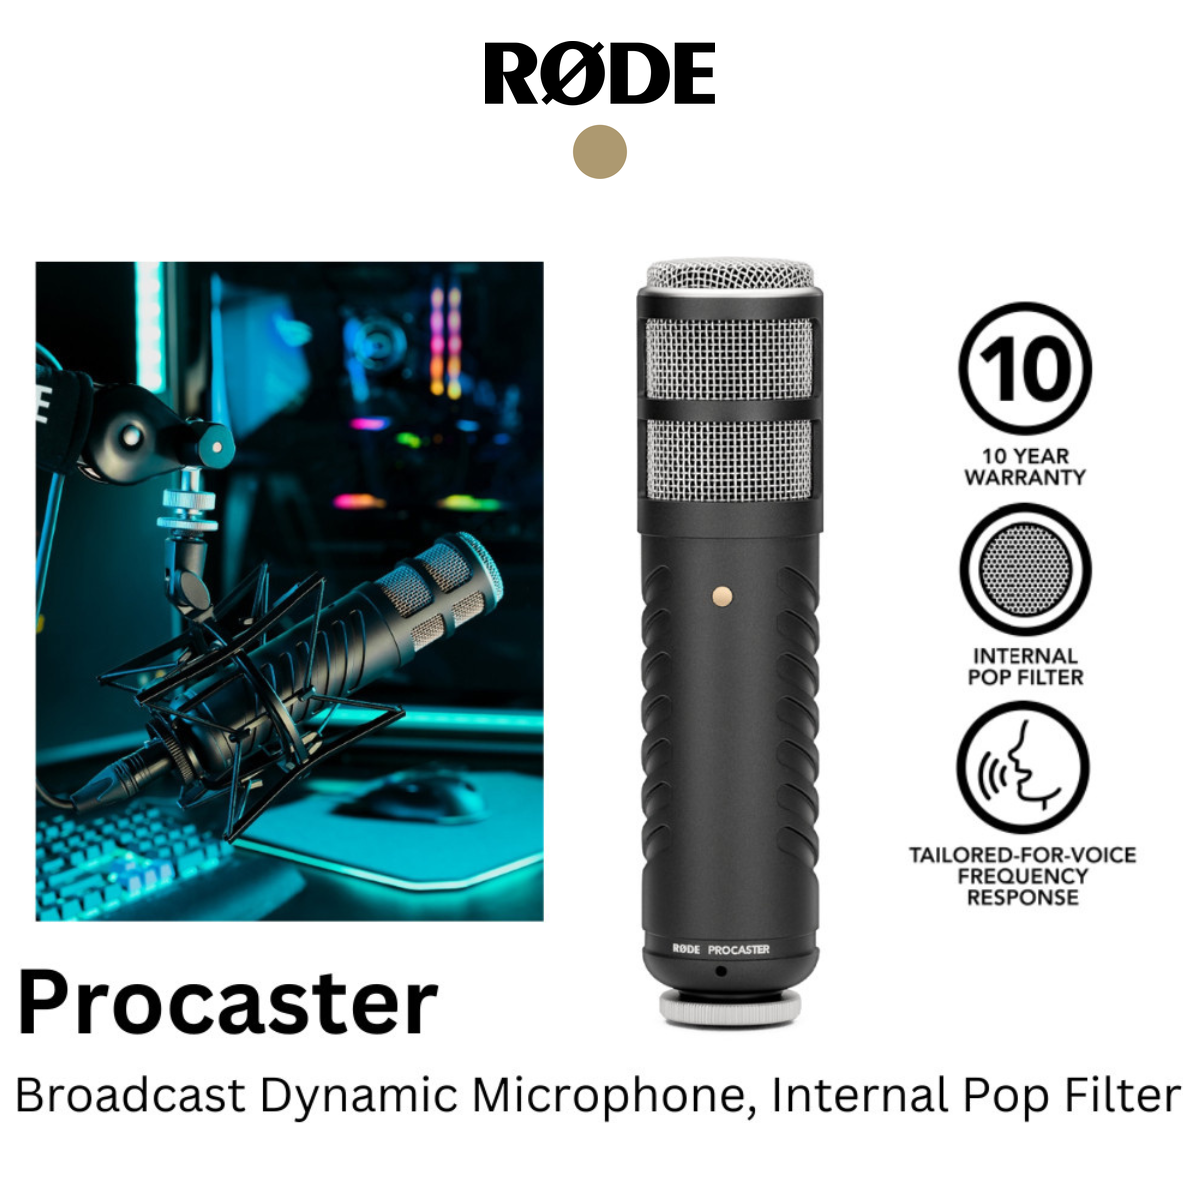 RØDE
E
10
10 YEAR
WARRANTY
INTERNAL
POP FILTER
TAILORED-FOR-VOICE
FREQUENCY
RESPONSE
RØDE PROCASTER
Procaster
Broadcast Dynamic Microphone, Internal Pop Filter